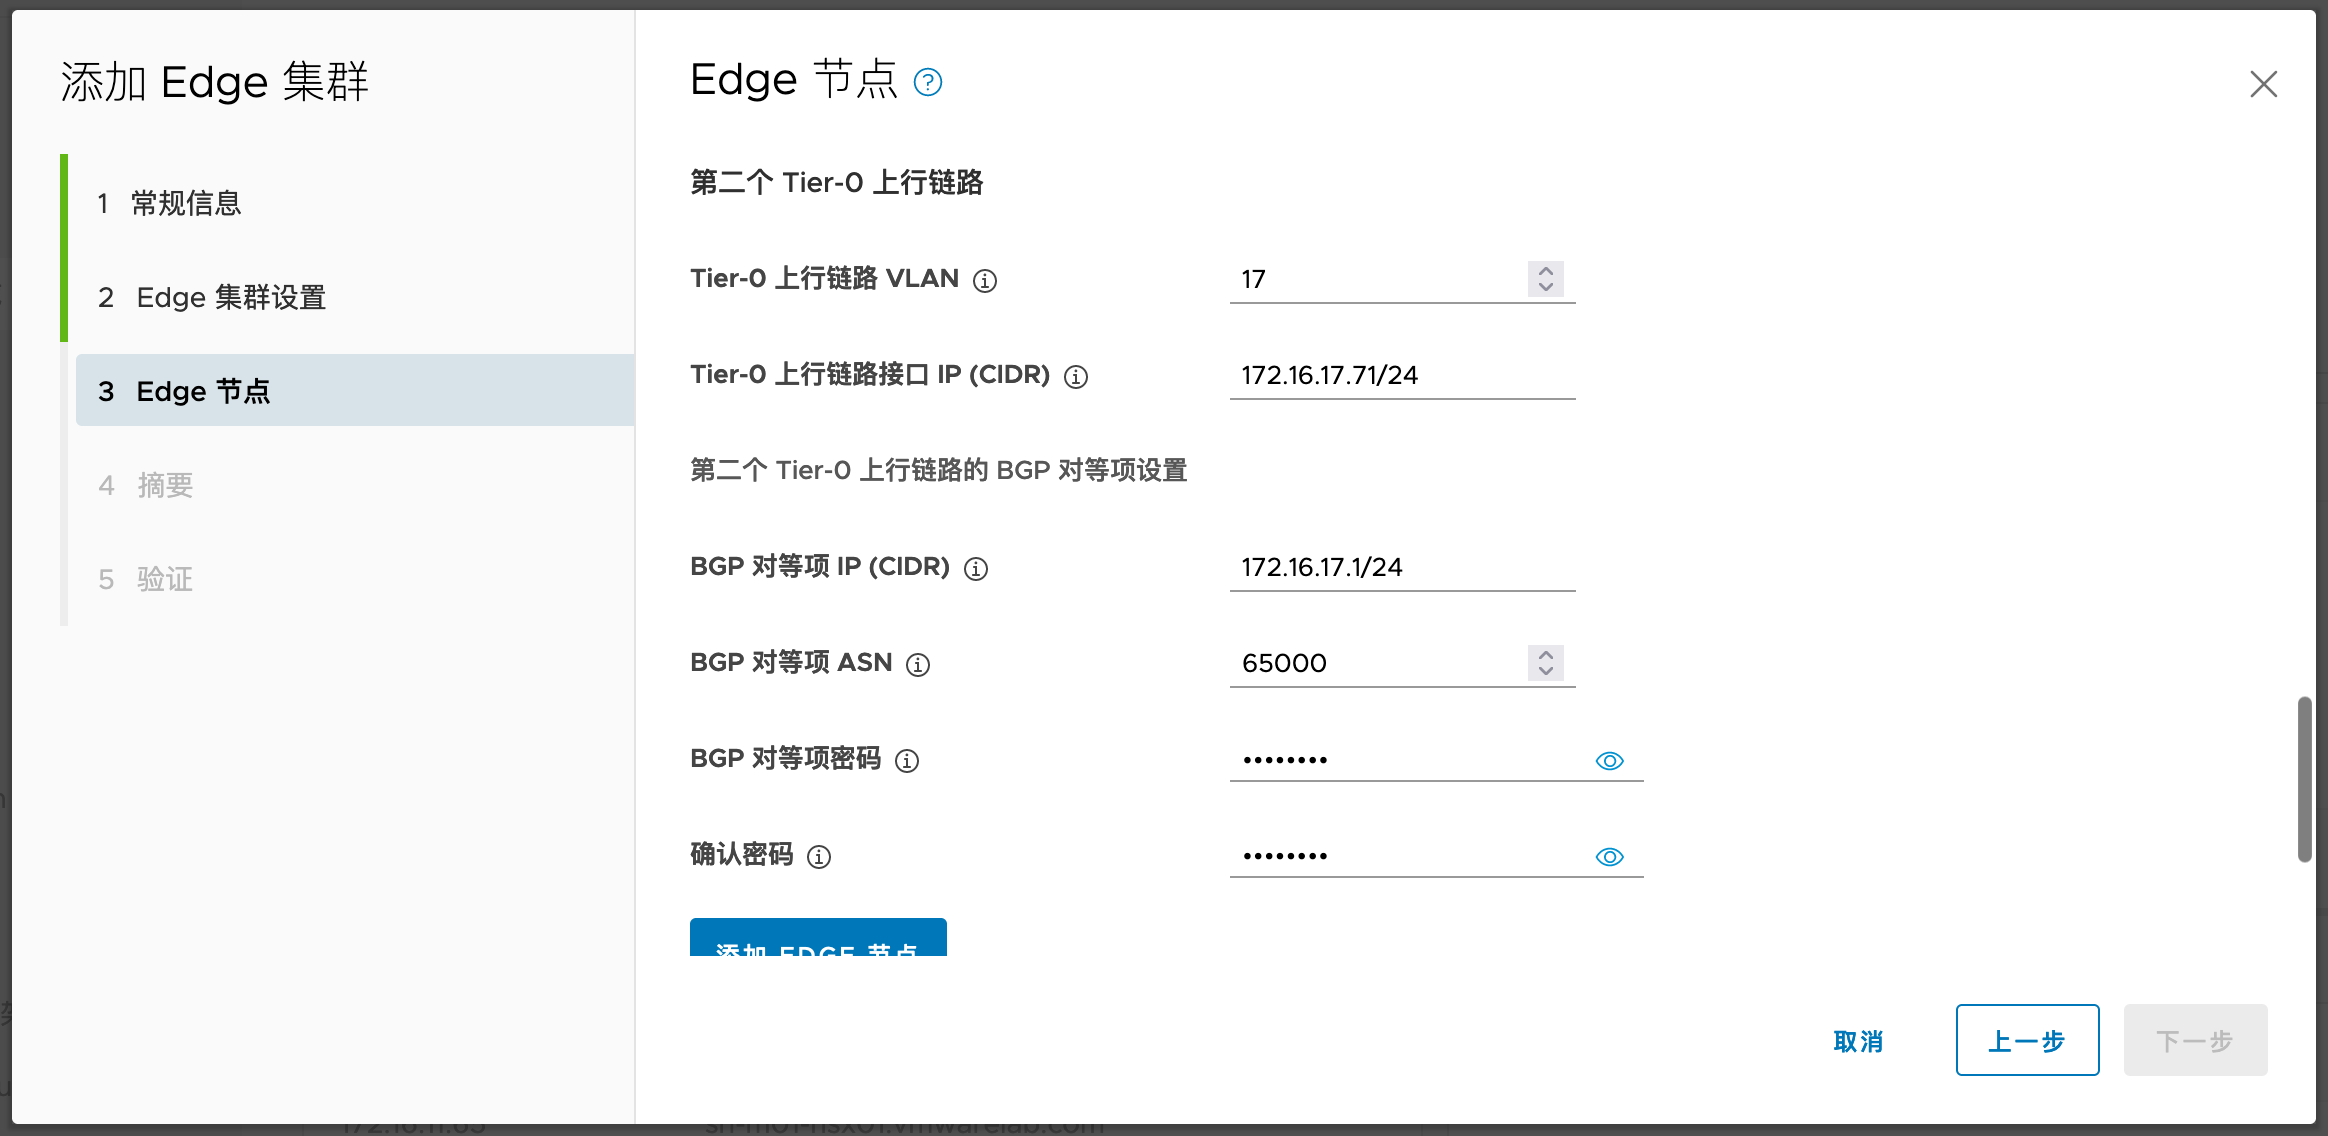 添加 Edge 集群
1 常规信息
2 Edge 集群设置
3 Edge 节点
4 摘要
5 验证
Edge 节点
第二个 Tier-0 上行链路
Tier-0 上行链路 VLAN
17
Tier-0 上行链路接口 IP (CIDR)
172.16.17.71/24
第二个 Tier-0 上行链路的 BGP 对等项设置
BGP 对等项 IP (CIDR)
172.16.17.1/24
BGP 对等项 ASN
65000
BGP 对等项密码
••••••••
确认密码
••••••••
添加 EDGE 节点
取消
上一步
下一步